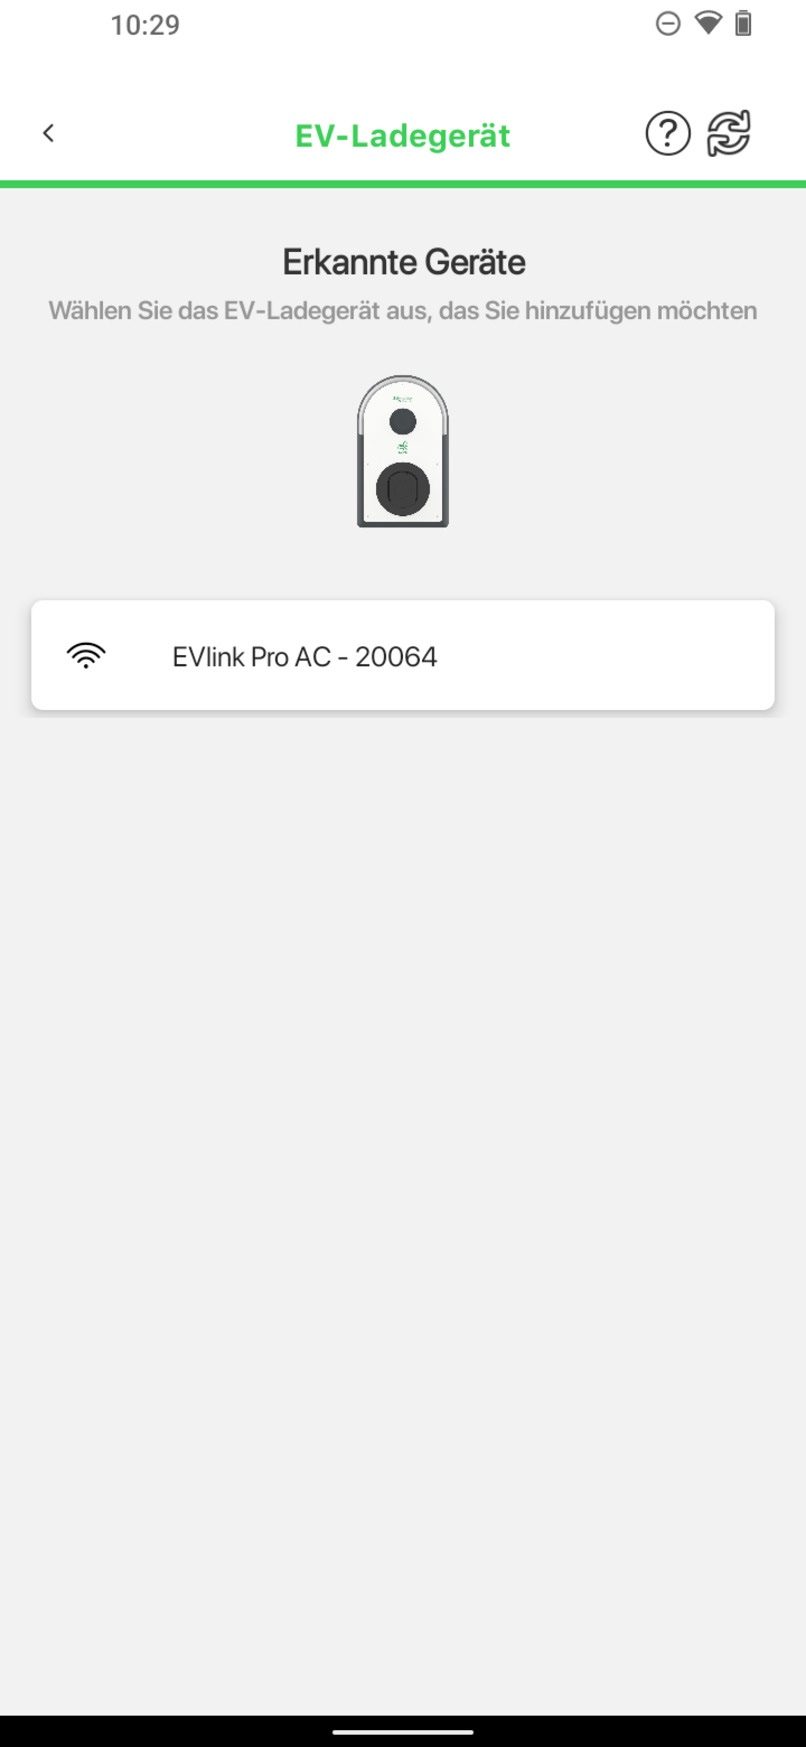 10:29
EV-Ladegerät
Erkannte Geräte
Wählen Sie das EV-Ladegerät aus, das Sie hinzufügen möchten
EVlink Pro AC - 20064